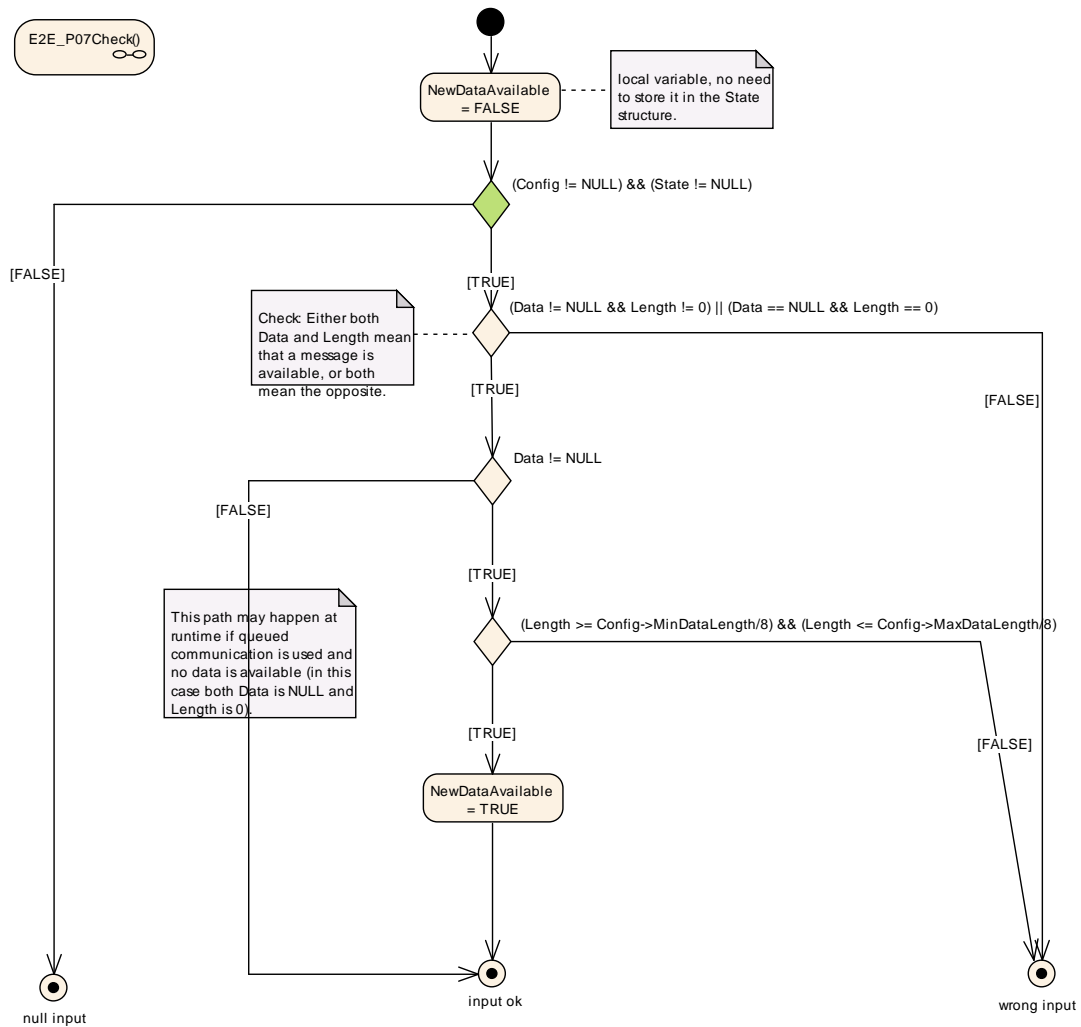 E2E_P07Check()
NewDataAvailable
= FALSE
local variable, no need
to store it in the State
structure.
(Config != NULL) && (State != NULL)
[FALSE]
[TRUE]
(Data != NULL && Length != 0) || (Data == NULL && Length == 0)
Check: Either both
Data and Length mean
that a message is
available, or both
mean the opposite.
[TRUE]
[FALSE]
Data != NULL
[FALSE]
[TRUE]
This path may happen at
runtime if queued
communication is used and
no data is available (in this
case both Data is NULL and
Length is 0).
(Length >= Config->MinDataLength/8) && (Length <= Config->MaxDataLength/8)
[TRUE]
[FALSE]
NewDataAvailable
= TRUE
null input
input ok
wrong input